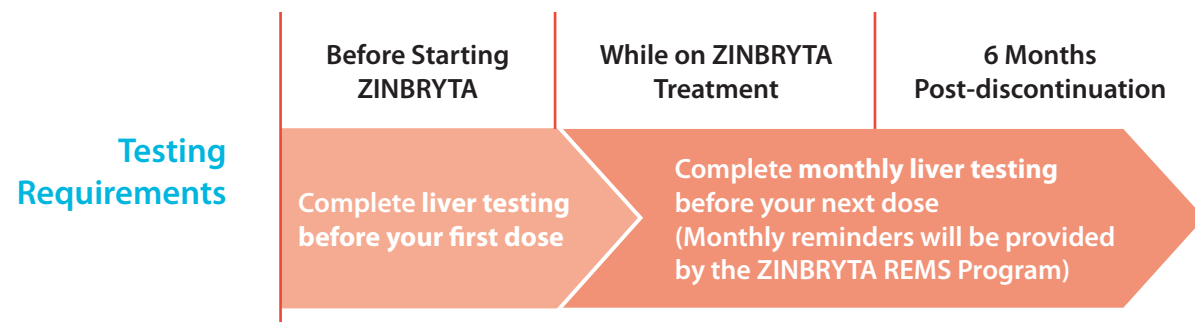 Before Starting
ZINBRYTA
While on ZINBRYTA
Treatment
6 Months
Post-discontinuation
Testing
Requirements
Complete liver testing
before your first dose
Complete monthly liver testing
before your next dose
(Monthly reminders will be provided
by the ZINBRYTA REMS Program)